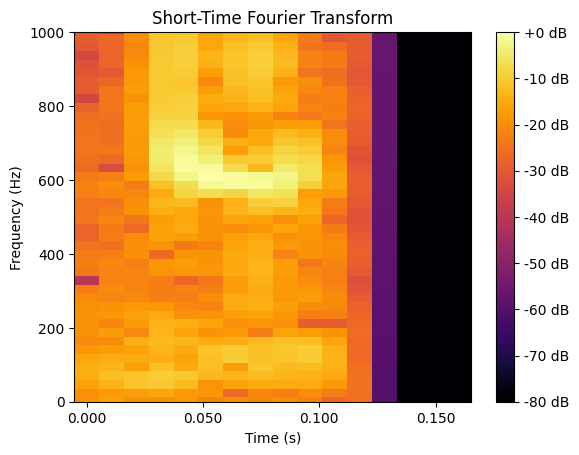 Short-Time Fourier Transform
Frequency (Hz)
1000
800
600
400
200
0
0.000
0.050
0.100
0.150
Time (s)
+0 dB
-10 dB
-20 dB
-30 dB
-40 dB
-50 dB
-60 dB
-70 dB
-80 dB